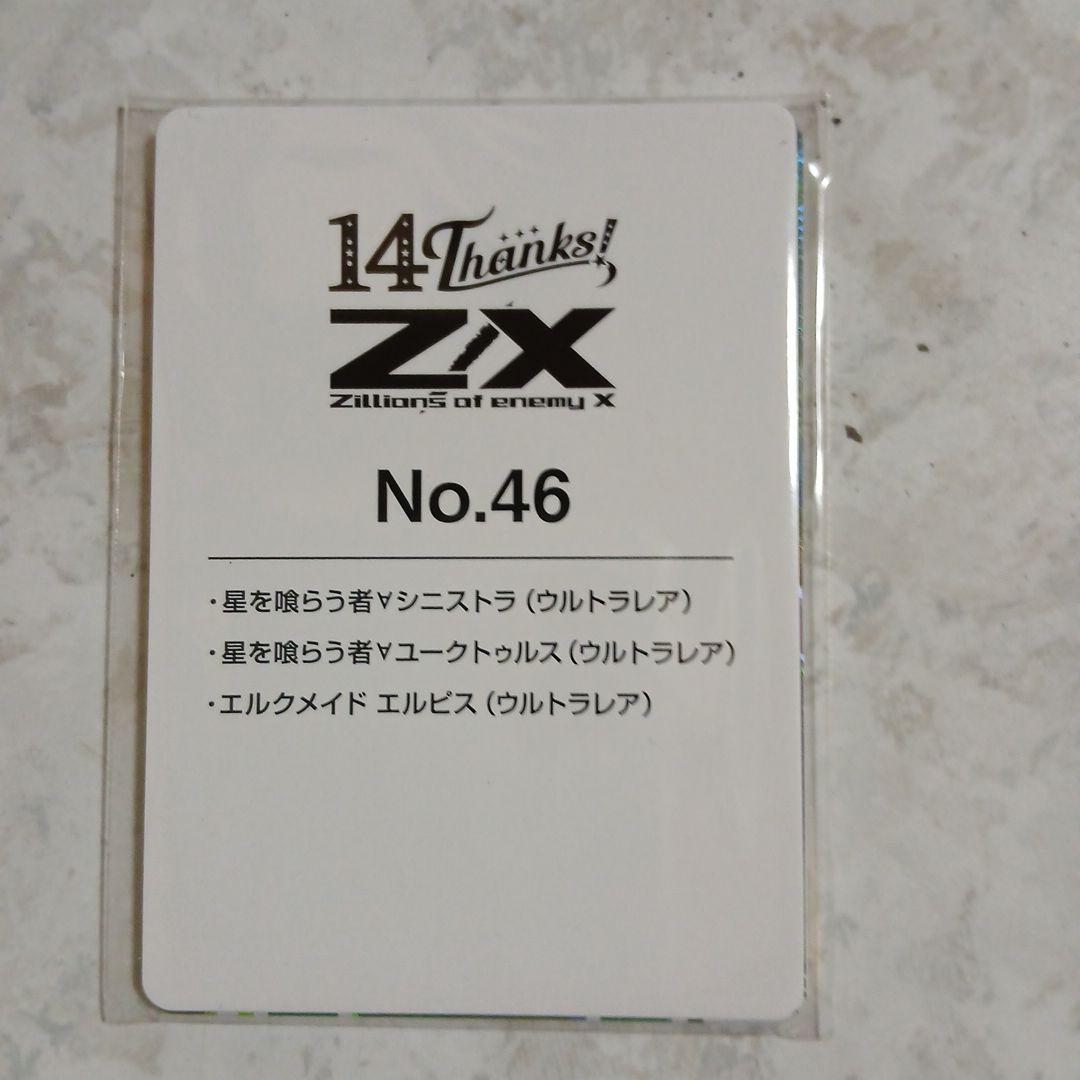 14 Thanks!
Z/X
Zillions of enemy X
No.46
・星を喰らう者∀シニストラ(ウルトラレア)
・星を喰らう者∀ユークトゥルス(ウルトラレア)
・エルクメイド エルピス(ウルトラレア)